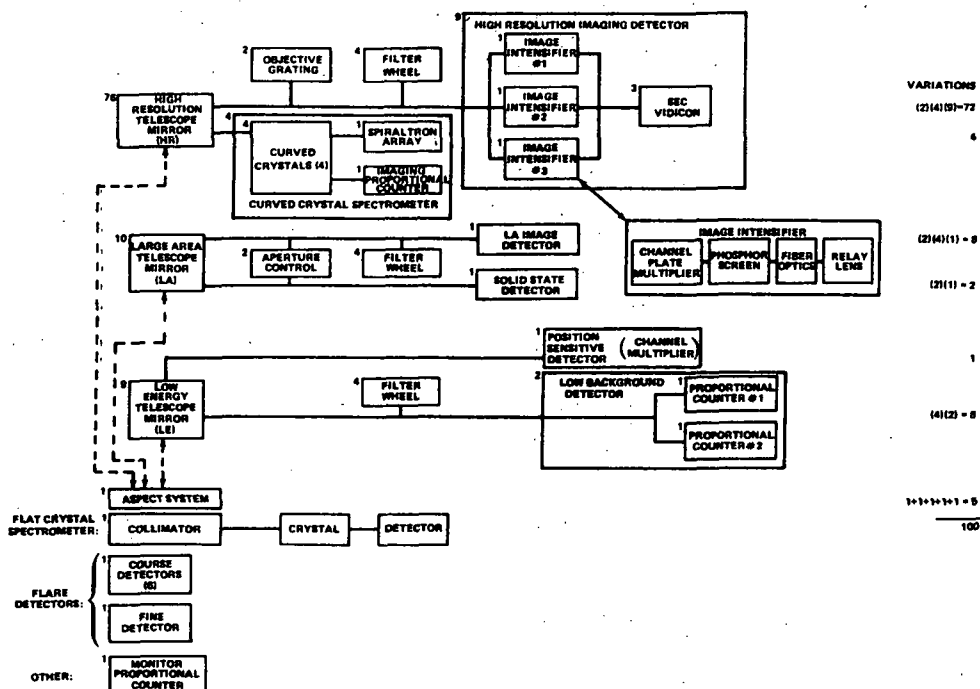 9
HIGH RESOLUTION IMAGING DETECTOR
2
OBJECTIVE
GRATING
4
FILTER
WHEEL
1
IMAGE
INTENSIFIER
#1
1
IMAGE
INTENSIFIER
#2
1
IMAGE
INTENSIFIER
#3
3
SEC
VIDICON
VARIATIONS
(2)(4)(9)=72
76
HIGH
RESOLUTION
TELESCOPE
MIRROR
(HR)
4
4
CURVED
CRYSTALS (4)
1
SPIRALTRON
ARRAY
1
IMAGING
PROPORTIONAL
COUNTER
CURVED CRYSTAL SPECTROMETER
4
IMAGE INTENSIFIER
CHANNEL
PLATE
MULTIPLIER
PHOSPHOR
SCREEN
FIBER
OPTICS
RELAY
LENS
10
LARGE AREA
TELESCOPE
MIRROR
(LA)
2
APERTURE
CONTROL
4
FILTER
WHEEL
1
LA IMAGE
DETECTOR
1
SOLID STATE
DETECTOR
(2)(4)(1) = 8
(2)(1) = 2
9
LOW
ENERGY
TELESCOPE
MIRROR
(LE)
4
FILTER
WHEEL
1
POSITION
SENSITIVE
DETECTOR
(CHANNEL
MULTIPLIER)
1
2
LOW BACKGROUND
DETECTOR
1
PROPORTIONAL
COUNTER #1
1
PROPORTIONAL
COUNTER #2
(4)(2) = 8
1
ASPECT SYSTEM
1+1+1+1+1 = 5
100
FLAT CRYSTAL
SPECTROMETER:
1
COLLIMATOR
CRYSTAL
DETECTOR
FLARE
DETECTORS:
1
COURSE
DETECTORS
(6)
1
FINE
DETECTOR
OTHER:
1
MONITOR
PROPORTIONAL
COUNTER